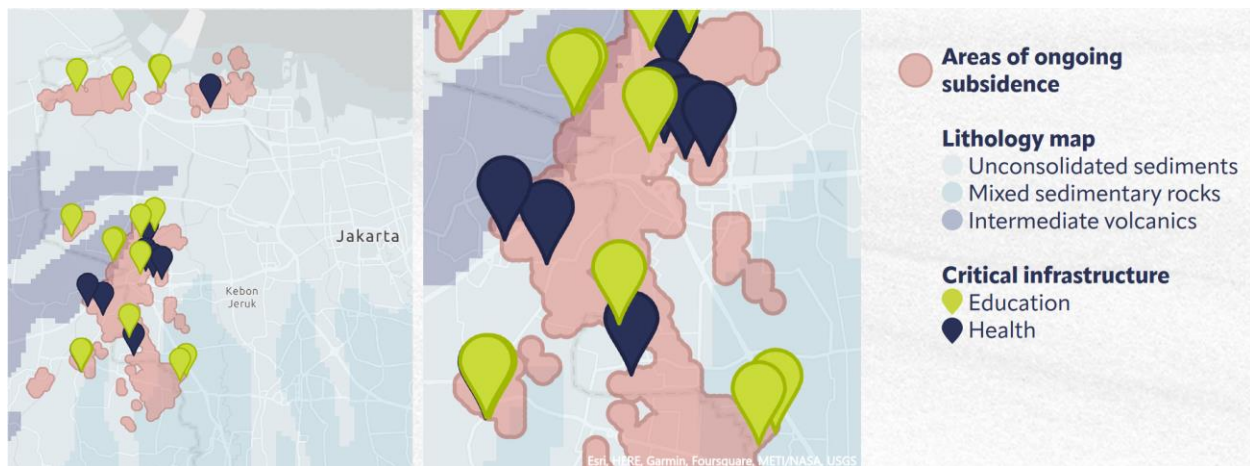 Jakarta
Kebon
Jeruk
Esri, HERE, Garmin, Foursquare, METI/NASA, USGS
Areas of ongoing
subsidence
Lithology map
Unconsolidated sediments
Mixed sedimentary rocks
Intermediate volcanics
Critical infrastructure
Education
Health